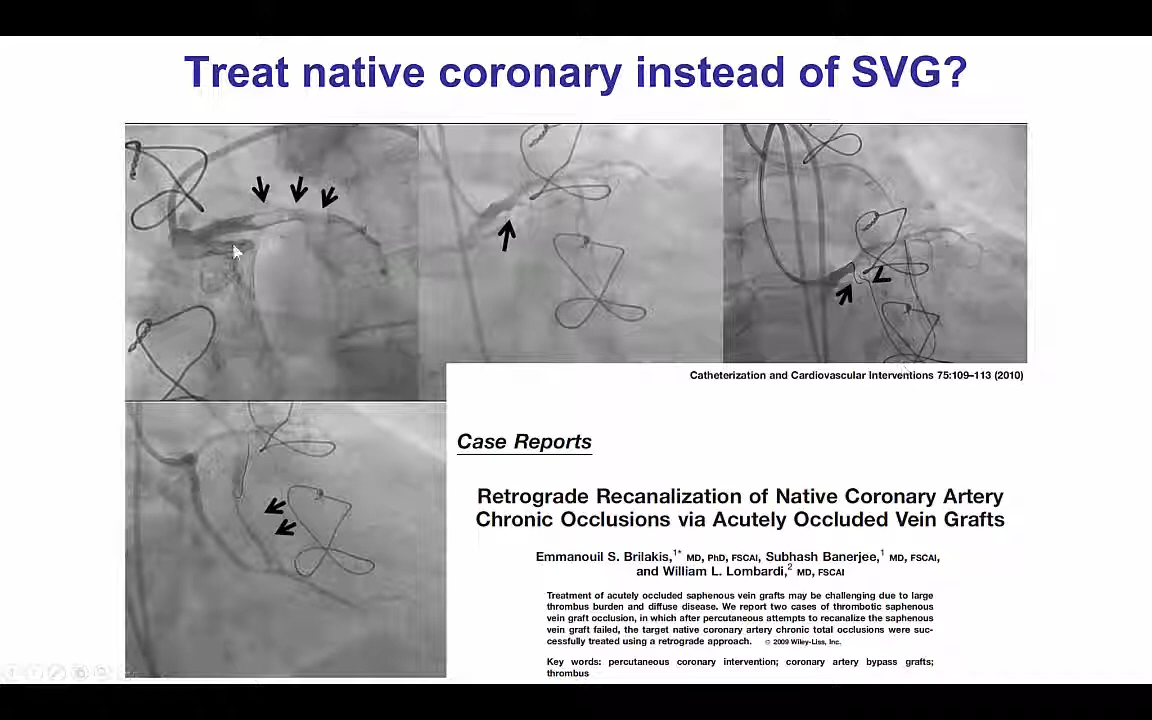 Treat native coronary instead of SVG?
Catheterization and Cardiovascular Interventions 75:109–113 (2010)
Case Reports
Retrograde Recanalization of Native Coronary Artery
Chronic Occlusions via Acutely Occluded Vein Grafts
Emmanouil S. Brilakis,1* MD, PhD, FSCAI, Subhash Banerjee,1 MD, FSCAI,
and William L. Lombardi,2 MD, FSCAI
Treatment of acutely occluded saphenous vein grafts may be challenging due to large
thrombus burden and diffuse disease. We report two cases of thrombotic saphenous
vein graft occlusion, in which after percutaneous attempts to recanalize the saphenous
vein graft failed, the target native coronary artery chronic total occlusions were suc-
cessfully treated using a retrograde approach. © 2009 Wiley-Liss, Inc.
Key words: percutaneous coronary intervention; coronary artery bypass grafts;
thrombus